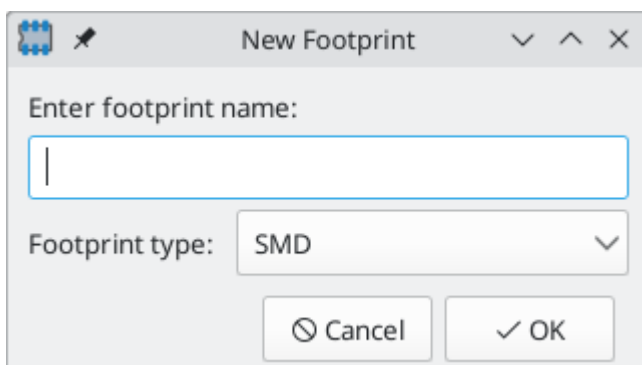 New Footprint
Enter footprint name:
Footprint type: SMD
Cancel OK